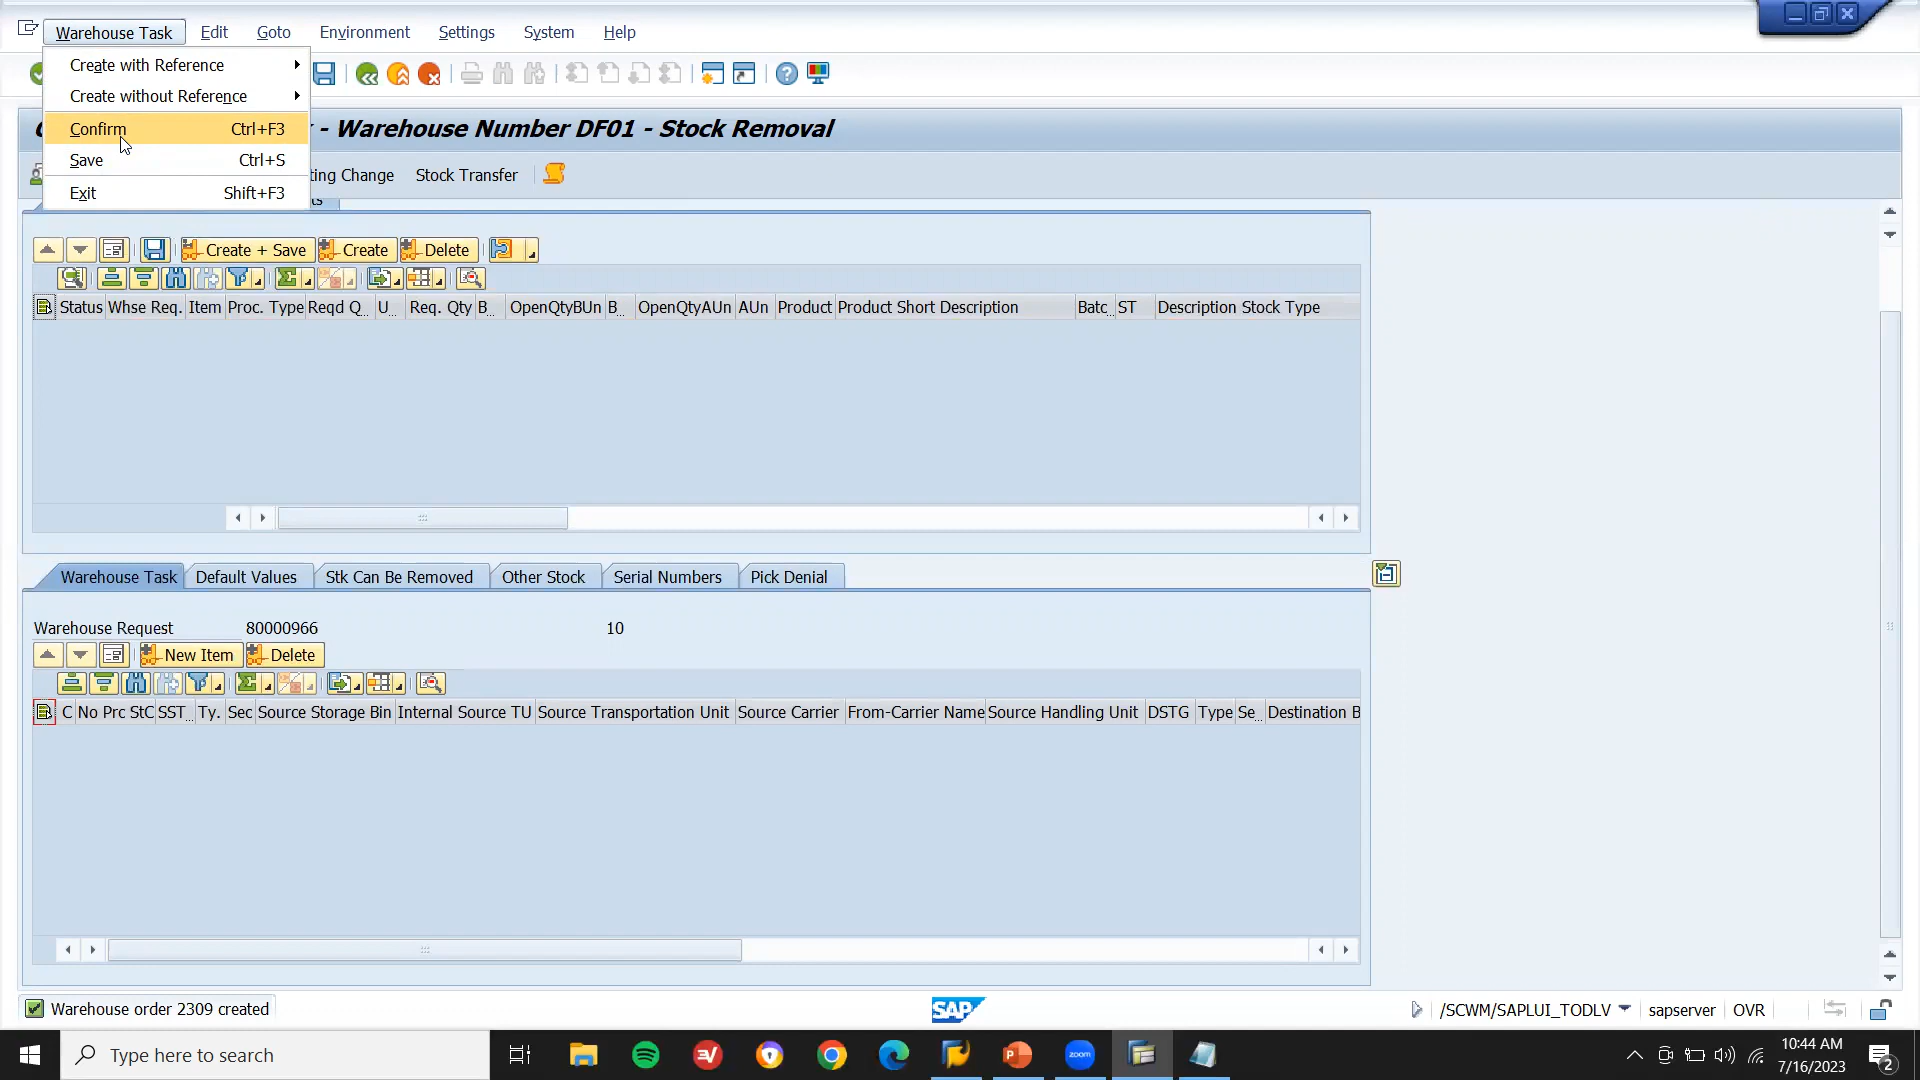 Warehouse Task Edit Goto Environment Settings System Help
Create with Reference
Create without Reference
Confirm Ctrl+F3
Save Ctrl+S
Exit Shift+F3
- Warehouse Number DF01 - Stock Removal
ting Change Stock Transfer
ts
Create + Save Create Delete
Status Whse Req. Item Proc. Type Reqd Q... U... Req. Qty B... OpenQtyBUn B... OpenQtyAUn AUn Product Product Short Description Batc... ST Description Stock Type
Warehouse Task Default Values Stk Can Be Removed Other Stock Serial Numbers Pick Denial
Warehouse Request 80000966 10
New Item Delete
C No Prc StC SST... Ty. Sec Source Storage Bin Internal Source TU Source Transportation Unit Source Carrier From-Carrier Name Source Handling Unit DSTG Type Se... Destination B
Warehouse order 2309 created SAP /SCWM/SAPLUI_TODLV sapserver OVR
Type here to search zoom 10:44 AM
7/16/2023 2